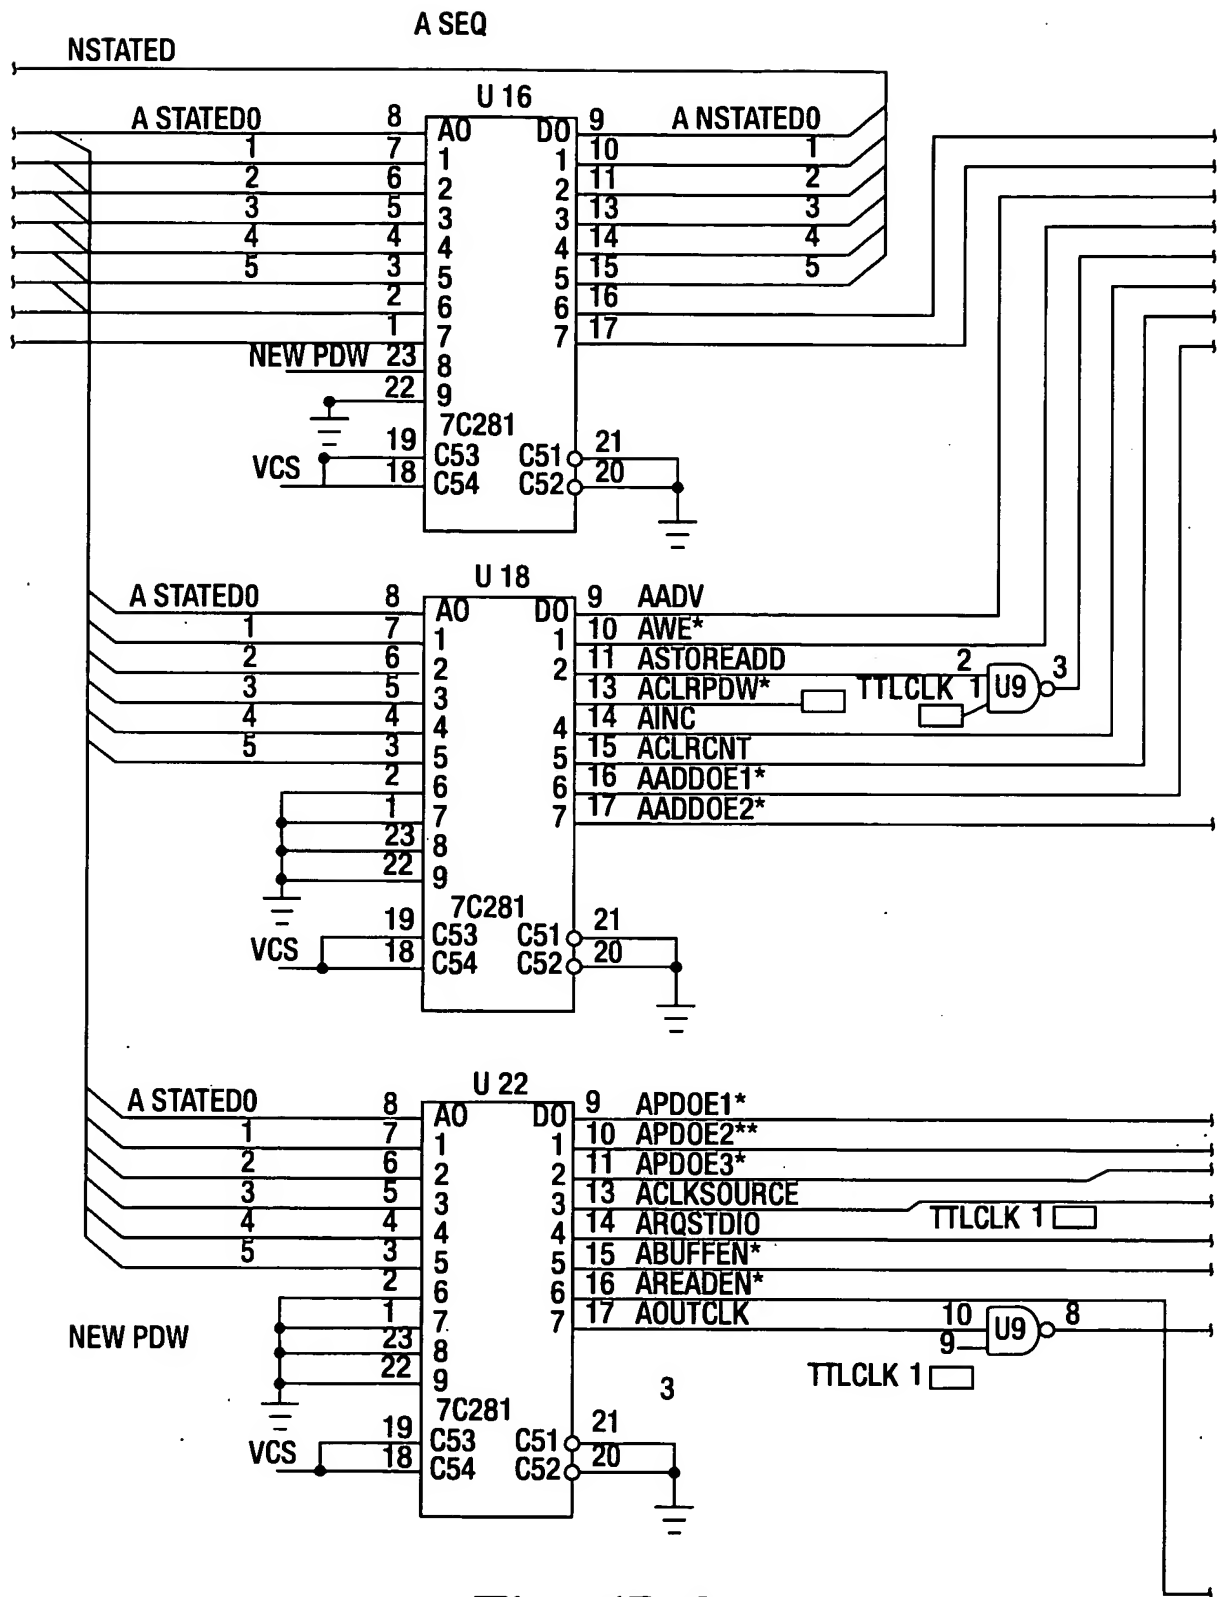 A SEQ
NSTATED
U 16
A STATED0 8 A0 D0 9 A NSTATED0
1 7 1 1 10 1
2 6 2 2 11 2
3 5 3 3 13 3
4 4 4 4 14 4
5 3 5 5 15 5
2 6 6 16
1 7 7 17
NEW PDW 23 8
22 9
7C281
19 C53 C51 21
VCS 18 C54 C52 20
U 18
A STATED0 8 A0 D0 9 AADV
1 7 1 1 10 AWE*
2 6 2 2 11 ASTOREADD 2 U9 3
3 5 3 13 ACLRPDW* TTLCLK 1
4 4 4 4 14 AINC
5 3 5 5 15 ACLRCNT
2 6 6 16 AADDOE1*
1 7 7 17 AADDOE2*
23 8
22 9
7C281
19 C53 C51 21
VCS 18 C54 C52 20
U 22
A STATED0 8 A0 D0 9 APDOE1*
1 7 1 1 10 APDOE2**
2 6 2 2 11 APDOE3*
3 5 3 3 13 ACLKSOURCE
4 4 4 4 14 ARQSTDIO TTLCLK 1
5 3 5 5 15 ABUFFEN*
2 6 6 16 AREADEN*
1 7 7 17 AOUTCLK 10 U9 8
NEW PDW 23 8 9
22 9 TTLCLK 1
3
7C281
19 C53 C51 21
VCS 18 C54 C52 20